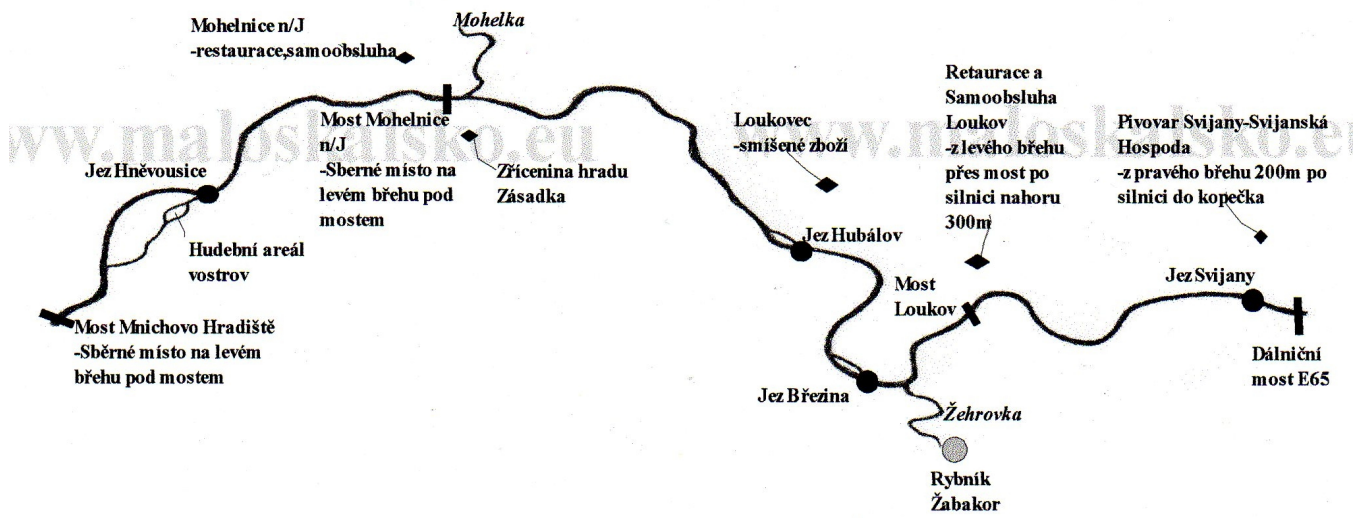 Mohelnice n/J
-restaurace,samoobsluha
Mohelka
www.maloskalsko.eu
www.maloskalsko.eu
Jez Hněvousice
Hudební areál
vostrov
Most Mnichovo Hradiště
-Sběrné místo na levém
břehu pod mostem
Most Mohelnice
n/J
-Sberné místo na
levém břehu pod
mostem
Zřícenina hradu
Zásadka
Loukovec
-smíšené zboží
Jez Hubálov
Retaurace a
Samoobsluha
Loukov
-z levého břehu
přes most po
silnici nahoru
300m
Pivovar Svijany-Svijanská
Hospoda
-z pravého břehu 200m po
silnici do kopečka
Most
Loukov
Jez Svijany
Dálniční
most E65
Jez Březina
Žehrovka
Rybník
Žabakor